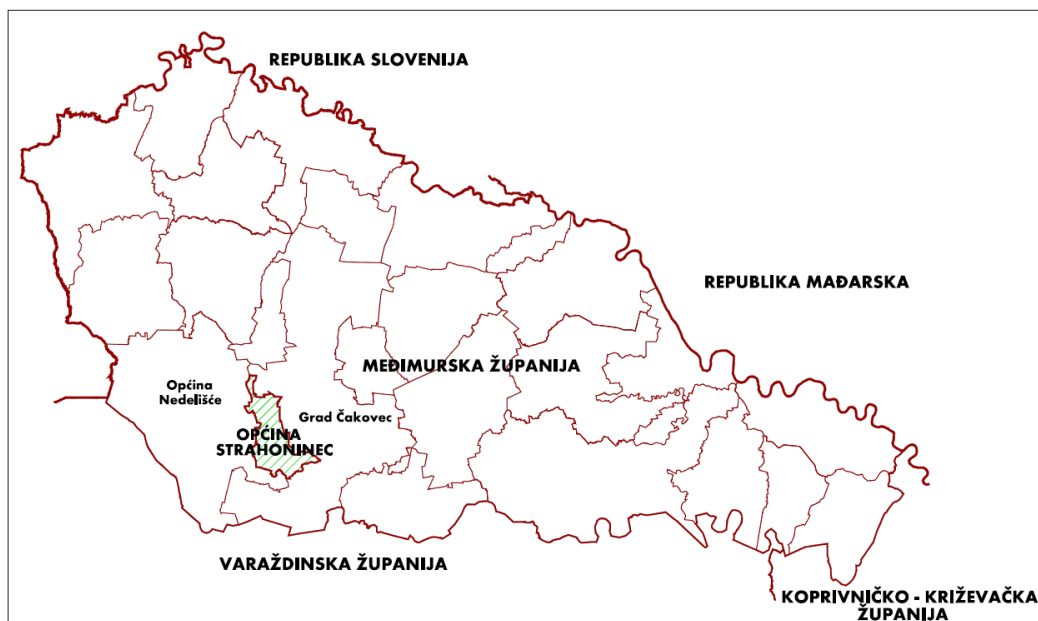 REPUBLIKA SLOVENIJA
REPUBLIKA MAĐARSKA
MEĐIMURSKA ŽUPANIJA
Općina
Nedelišće
Grad Čakovec
OPĆINA
STRAHONINEC
VARAŽDINSKA ŽUPANIJA
KOPRIVNIČKO - KRIŽEVAČKA
ŽUPANIJA